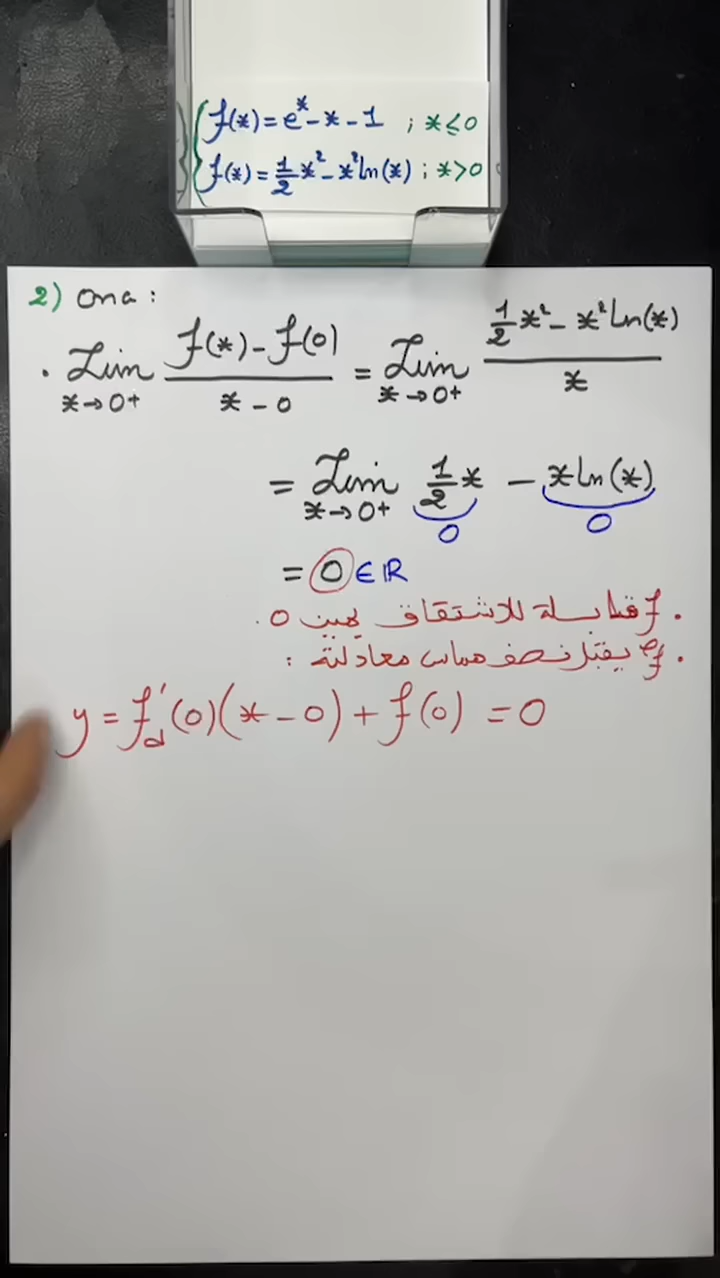 f(x) = e^x - x - 1 ; x ≤ 0
f(x) = 1/2 x² - x² ln(x) ; x > 0
2) On a :
• Lim x→0+ (f(x) - f(0))/(x - 0) = Lim x→0+ (1/2 x² - x² ln(x))/x
= Lim x→0+ 1/2 x - x ln(x)
0 0
= 0 ∈ ℝ
• f قابلة للاشتقاق يمين 0.
• يقبل نصف مماس معادلته :
y = f'd(0)(x - 0) + f(0) = 0